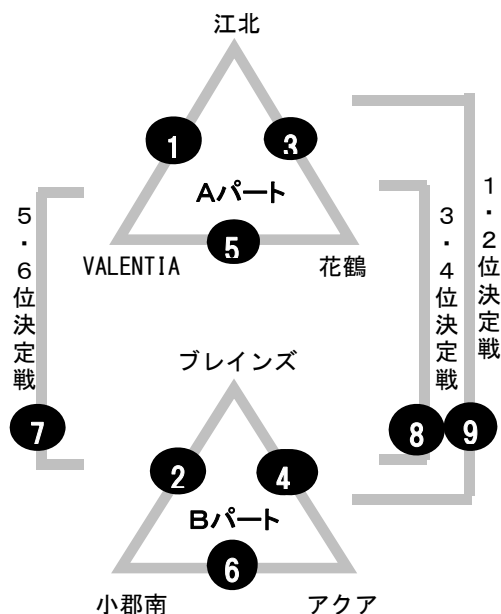 江北
1
3
Aパート
5
VALENTIA
花鶴
5・6位決定戦
3・4位決定戦
1・2位決定戦
ブレインズ
7
8
9
2
4
Bパート
6
小郡南
アクア